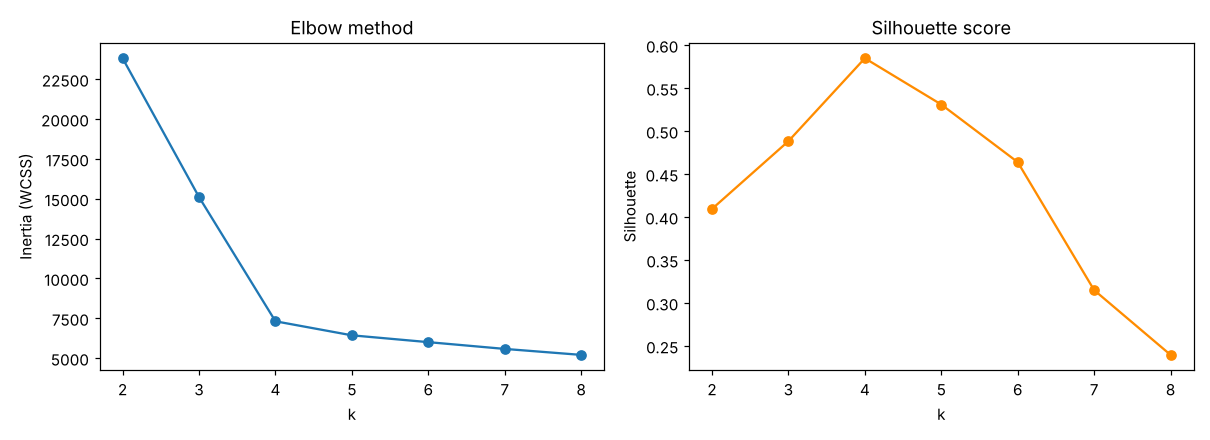 Elbow method
Inertia (WCSS)
22500
20000
17500
15000
12500
10000
7500
5000
2 3 4 5 6 7 8
k
Silhouette score
Silhouette
0.60
0.55
0.50
0.45
0.40
0.35
0.30
0.25
2 3 4 5 6 7 8
k